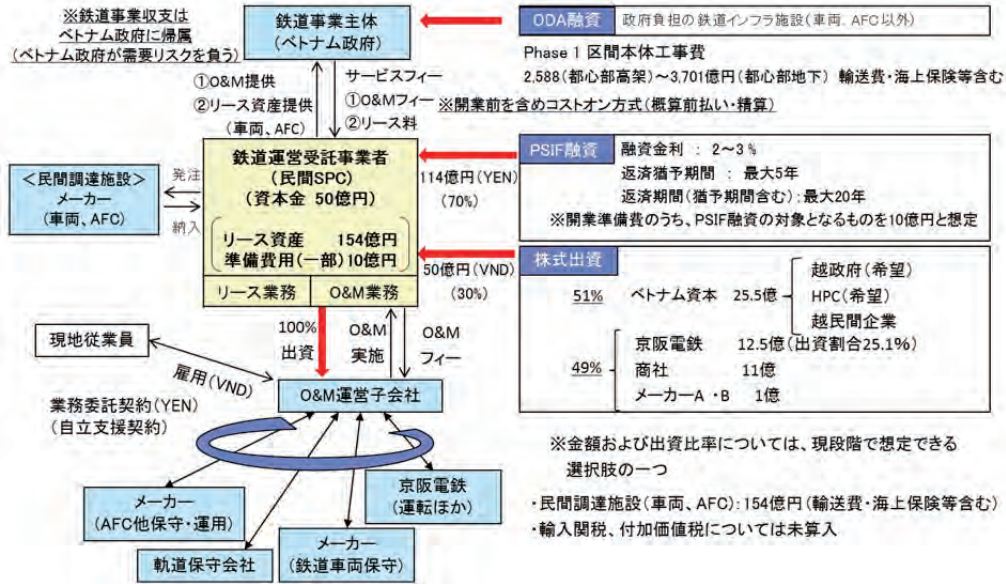 ※鉄道事業収支は
ベトナム政府に帰属
(ベトナム政府が需要リスクを負う)
鉄道事業主体
(ベトナム政府)
ODA融資
政府負担の鉄道インフラ施設(車両、AFC以外)
Phase 1 区間本体工事費
2,588(都心部高架)~3,701億円(都心部地下) 輸送費・海上保険等含む
①O&M提供
②リース資産提供
(車両、AFC)
サービスフィー
①O&Mフィー
②リース料
※開業前を含めコストオン方式(概算前払い・精算)
<民間調達施設>
メーカー
(車両、AFC)
発注
納入
鉄道運営受託事業者
(民間SPC)
(資本金 50億円)
リース資産 154億円
準備費用(一部)10億円
リース業務
O&M業務
114億円(YEN)
(70%)
PSIF融資
融資金利 : 2~3%
返済猶予期間 : 最大5年
返済期間(猶予期間含む):最大20年
※開業準備費のうち、PSIF融資の対象となるものを10億円と想定
50億円(VND)
(30%)
株式出資
51%
ベトナム資本 25.5億
越政府(希望)
HPC(希望)
越民間企業
49%
京阪電鉄 12.5億(出資割合25.1%)
商社 11億
メーカーA・B 1億
100%
出資
O&M
実施
O&M
フィー
現地従業員
雇用(VND)
O&M運営子会社
業務委託契約(YEN)
(自立支援契約)
メーカー
(AFC他保守・運用)
軌道保守会社
メーカー
(鉄道車両保守)
京阪電鉄
(運転ほか)
※金額および出資比率については、現段階で想定できる
選択肢の一つ
・民間調達施設(車両、AFC):154億円(輸送費・海上保険等含む)
・輸入関税、付加価値税については未算入